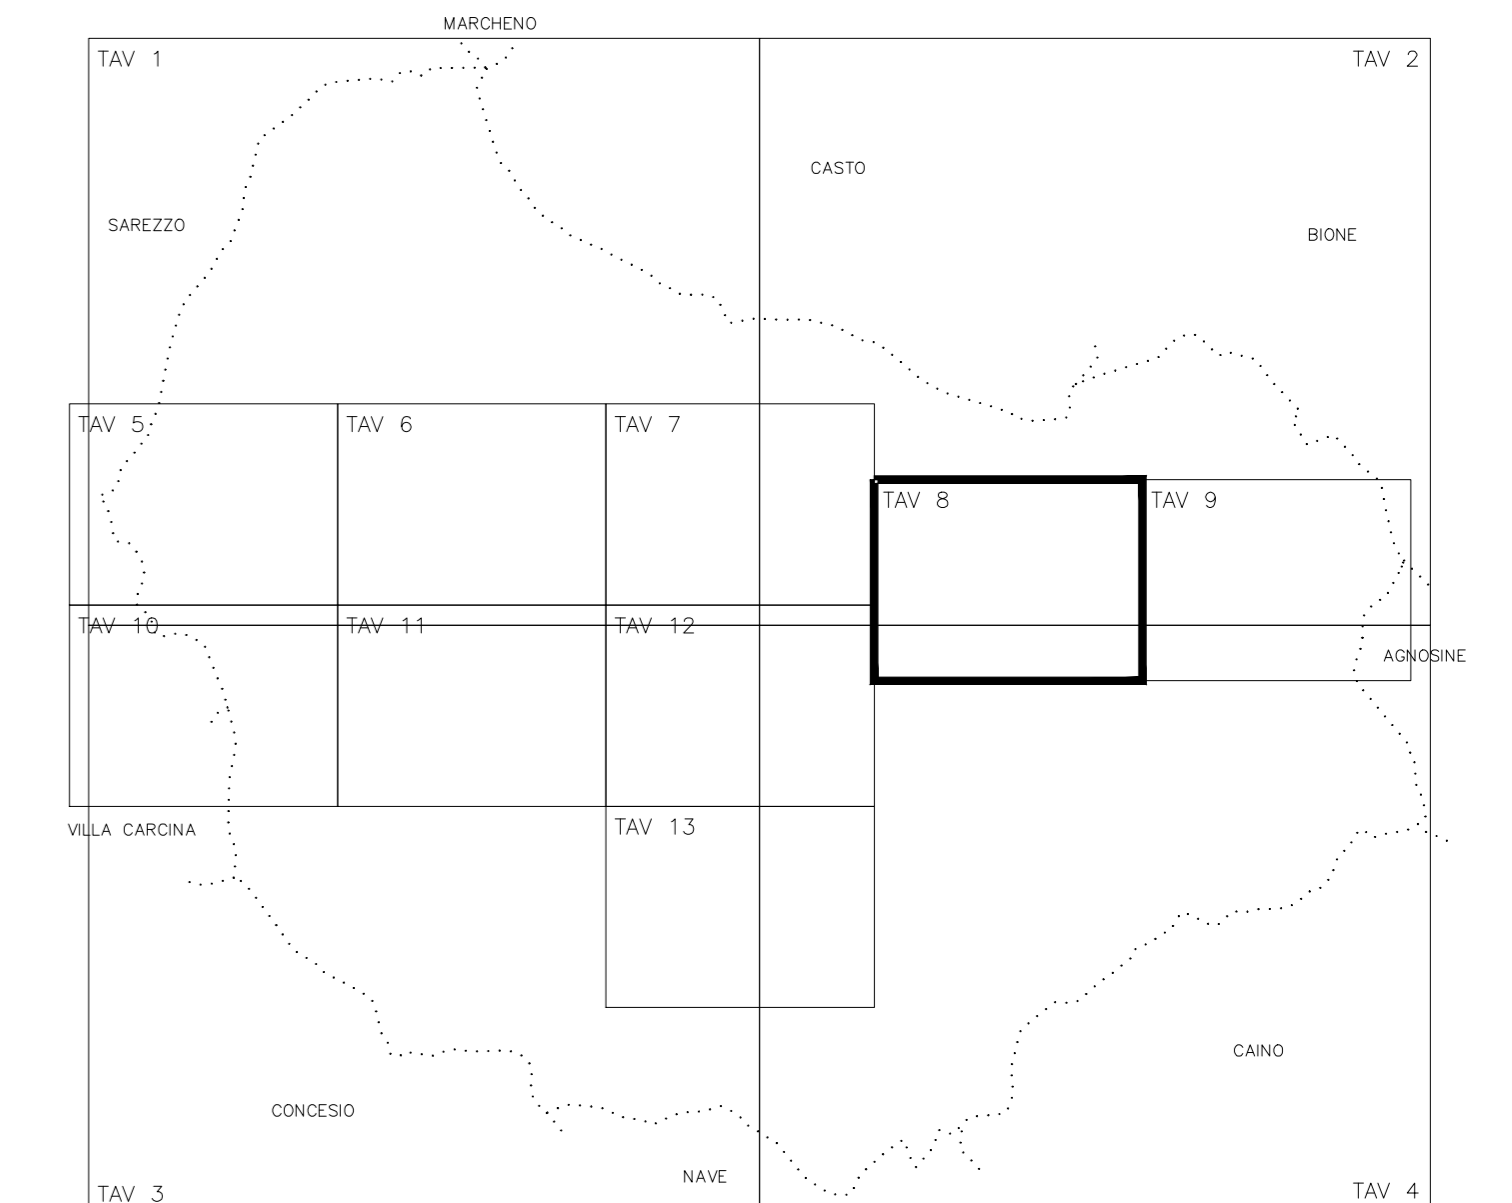 MARCHENO
TAV 1
TAV 2
CASTO
SAREZZO
BIONE
TAV 5
TAV 6
TAV 7
TAV 8
TAV 9
TAV 10
TAV 11
TAV 12
AGNOSINE
VILLA CARCINA
TAV 13
CAINO
CONCESIO
NAVE
TAV 3
TAV 4